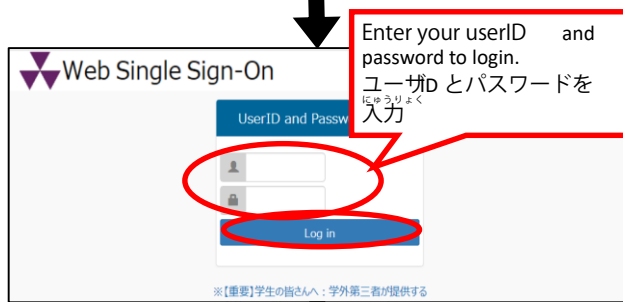 Enter your userID and
password to login.
ユーザID とパスワードを
にゅうりょく
入力
Web Single Sign-On
UserID and Passw
Log in
※【重要】学生の皆さんへ：学外第三者が提供する